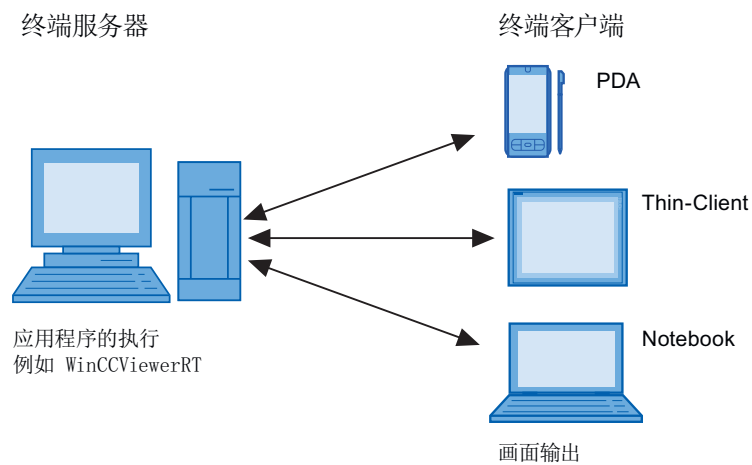 终端服务器
终端客户端
PDA
Thin-Client
应用程序的执行
例如 WinCCViewerRT
Notebook
画面输出